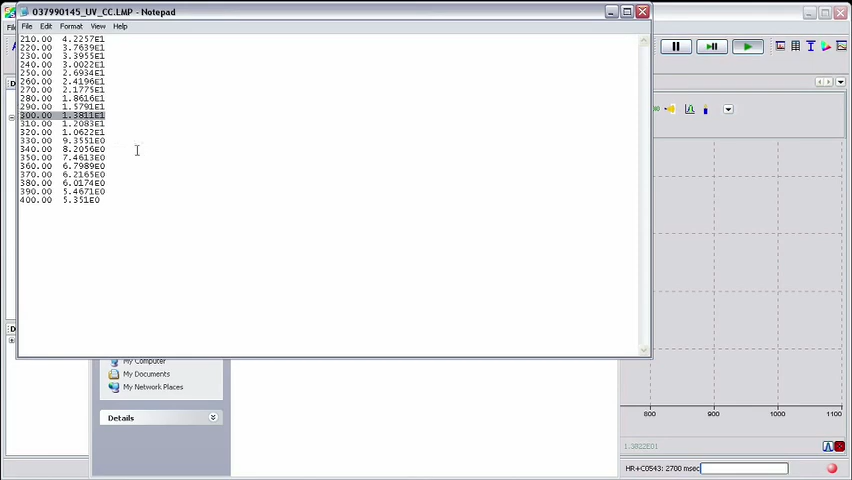 037990145_UV_CC.LMP - Notepad
File Edit Format View Help
210.00 4.2257E1
220.00 3.7639E1
230.00 3.3955E1
240.00 3.0022E1
250.00 2.6934E1
260.00 2.4196E1
270.00 2.1775E1
280.00 1.8616E1
290.00 1.5791E1
300.00 1.3811E1
310.00 1.2083E1
320.00 1.0622E1
330.00 9.3551E0
340.00 8.2056E0
350.00 7.4613E0
360.00 6.7989E0
370.00 6.2165E0
380.00 6.0174E0
390.00 5.4671E0
400.00 5.351E0
My Computer
My Documents
My Network Places
Details
800 900 1000 1100
1.3022E01
HR+C0543: 2700 msec